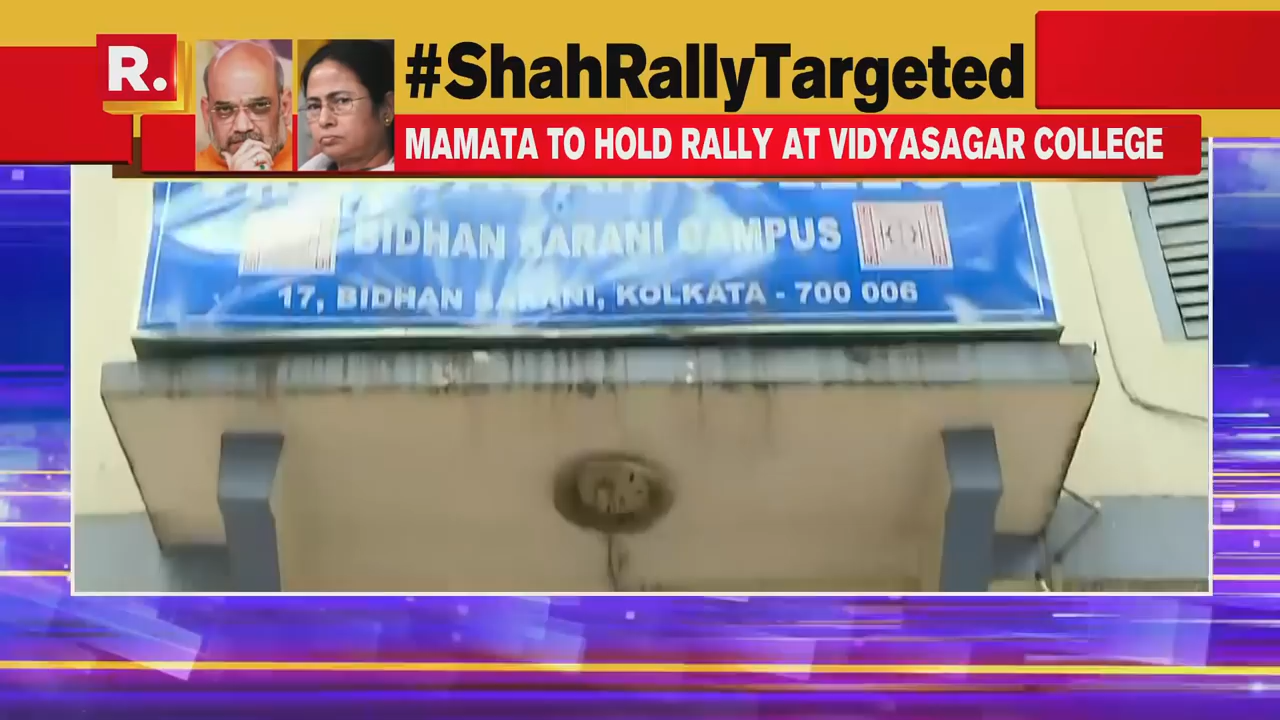 R.
#ShahRallyTargeted
MAMATA TO HOLD RALLY AT VIDYASAGAR COLLEGE
BIDHAN SARANI CAMPUS
17, BIDHAN SARANI, KOLKATA - 700 006